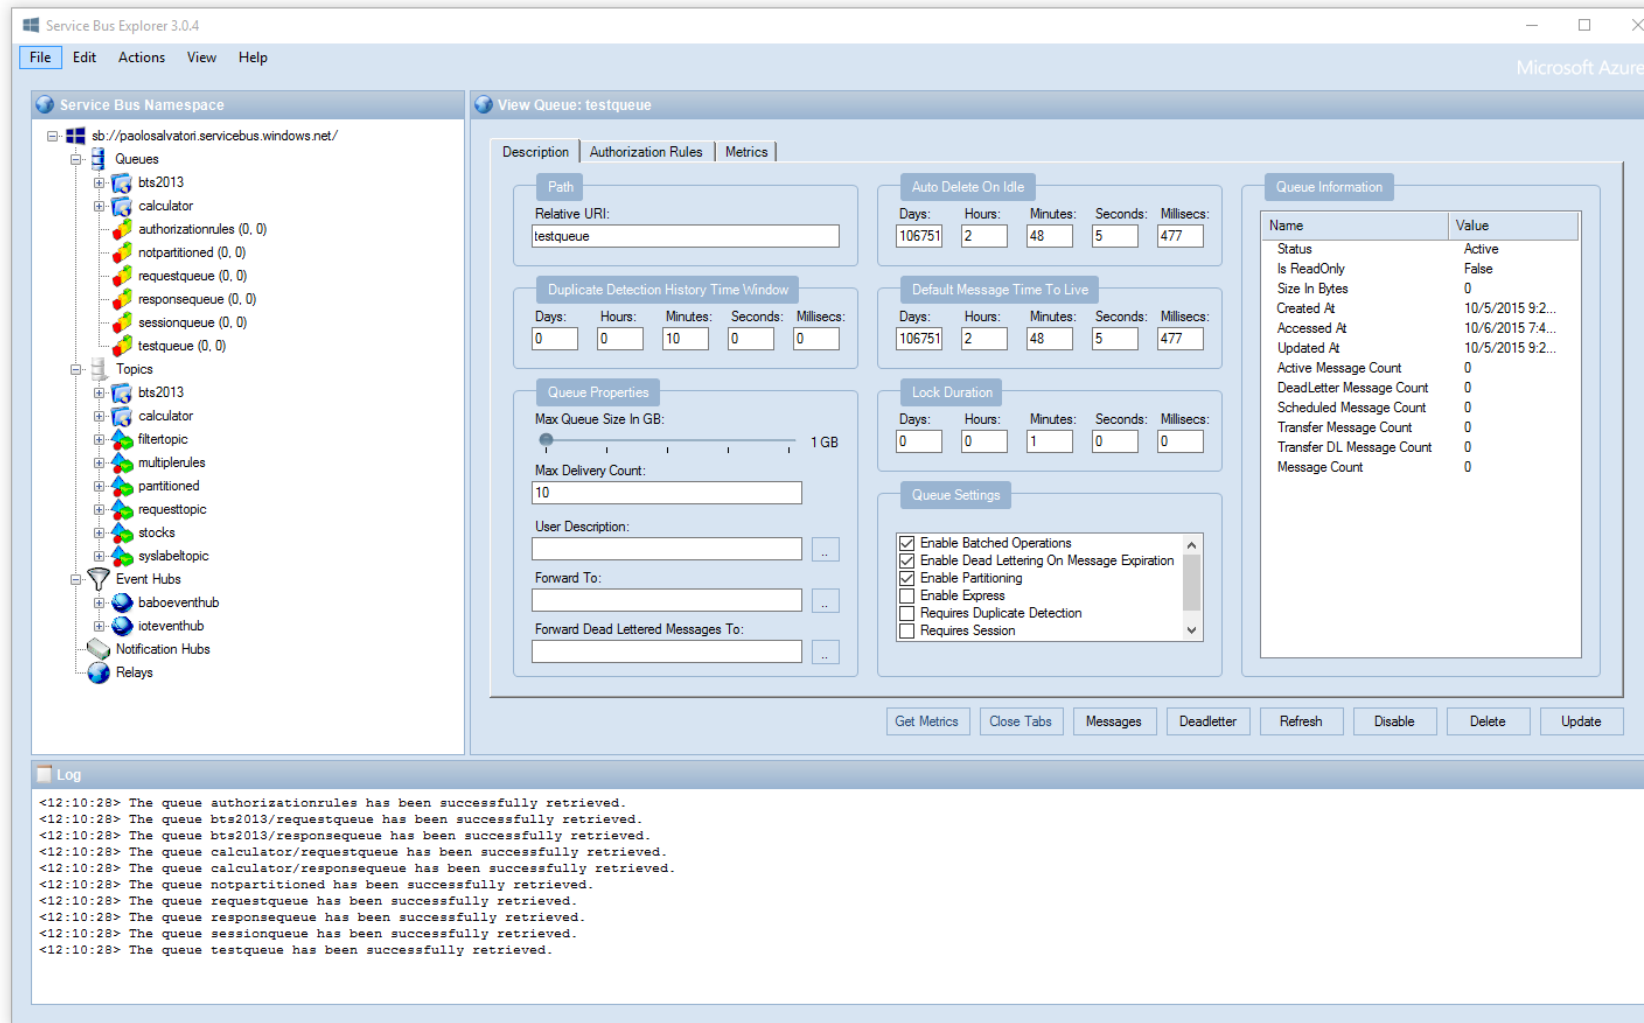 Service Bus Explorer 3.0.4
File Edit Actions View Help
Microsoft Azure
Service Bus Namespace
sb://paolosalvatori.servicebus.windows.net/
Queues
bts2013
calculator
authorizationrules (0, 0)
notpartitioned (0, 0)
requestqueue (0, 0)
responsequeue (0, 0)
sessionqueue (0, 0)
testqueue (0, 0)
Topics
bts2013
calculator
filtertopic
multiplerules
partitioned
requesttopic
stocks
syslabeltopic
Event Hubs
baboeventhub
ioteventhub
Notification Hubs
Relays
View Queue: testqueue
Description Authorization Rules Metrics
Path
Relative URI:
testqueue
Duplicate Detection History Time Window
Days: Hours: Minutes: Seconds: Millisecs:
0 0 10 0 0
Queue Properties
Max Queue Size In GB:
1 GB
Max Delivery Count:
10
User Description:
..
Forward To:
..
Forward Dead Lettered Messages To:
..
Auto Delete On Idle
Days: Hours: Minutes: Seconds: Millisecs:
106751 2 48 5 477
Default Message Time To Live
Days: Hours: Minutes: Seconds: Millisecs:
106751 2 48 5 477
Lock Duration
Days: Hours: Minutes: Seconds: Millisecs:
0 0 1 0 0
Queue Settings
Enable Batched Operations
Enable Dead Lettering On Message Expiration
Enable Partitioning
Enable Express
Requires Duplicate Detection
Requires Session
Queue Information
Name Value
Status Active
Is ReadOnly False
Size In Bytes 0
Created At 10/5/2015 9:2...
Accessed At 10/6/2015 7:4...
Updated At 10/5/2015 9:2...
Active Message Count 0
DeadLetter Message Count 0
Scheduled Message Count 0
Transfer Message Count 0
Transfer DL Message Count 0
Message Count 0
Get Metrics Close Tabs Messages Deadletter Refresh Disable Delete Update
Log
<12:10:28> The queue authorizationrules has been successfully retrieved.
<12:10:28> The queue bts2013/requestqueue has been successfully retrieved.
<12:10:28> The queue bts2013/responsequeue has been successfully retrieved.
<12:10:28> The queue calculator/requestqueue has been successfully retrieved.
<12:10:28> The queue calculator/responsequeue has been successfully retrieved.
<12:10:28> The queue notpartitioned has been successfully retrieved.
<12:10:28> The queue requestqueue has been successfully retrieved.
<12:10:28> The queue responsequeue has been successfully retrieved.
<12:10:28> The queue sessionqueue has been successfully retrieved.
<12:10:28> The queue testqueue has been successfully retrieved.